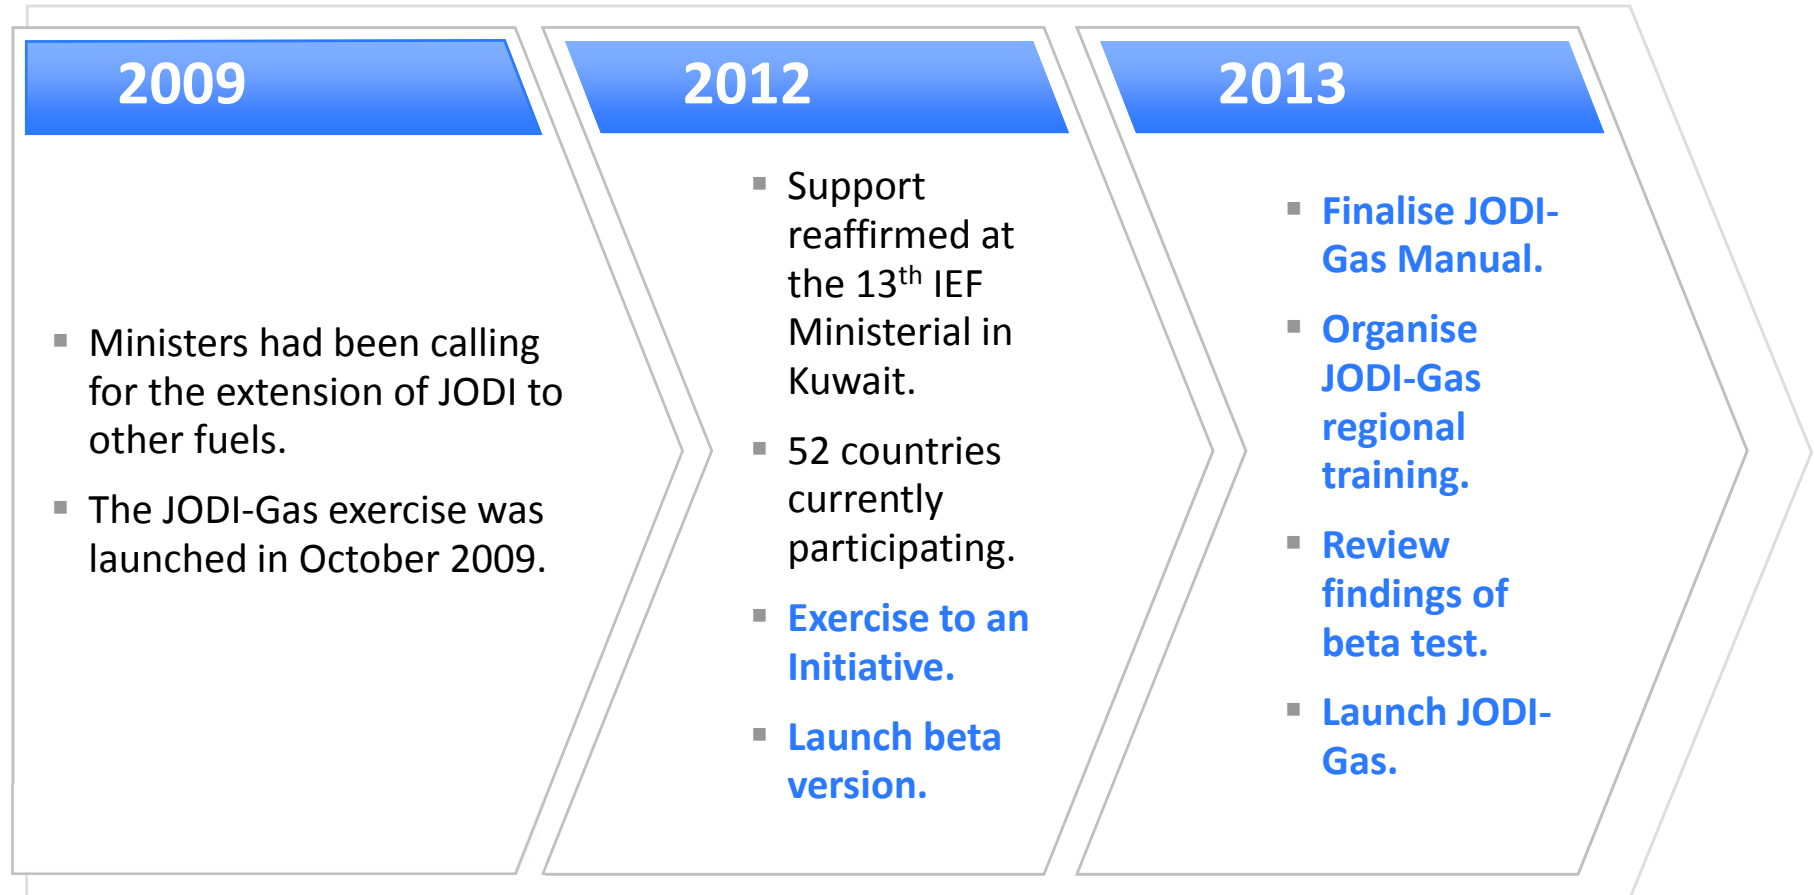 2009
Ministers had been calling
for the extension of JODI to
other fuels.
The JODI-Gas exercise was
launched in October 2009.
2012
Support
reaffirmed at
the 13th IEF
Ministerial in
Kuwait.
52 countries
currently
participating.
Exercise to an
Initiative.
Launch beta
version.
2013
Finalise JODI-
Gas Manual.
Organise
JODI-Gas
regional
training.
Review
findings of
beta test.
Launch JODI-
Gas.